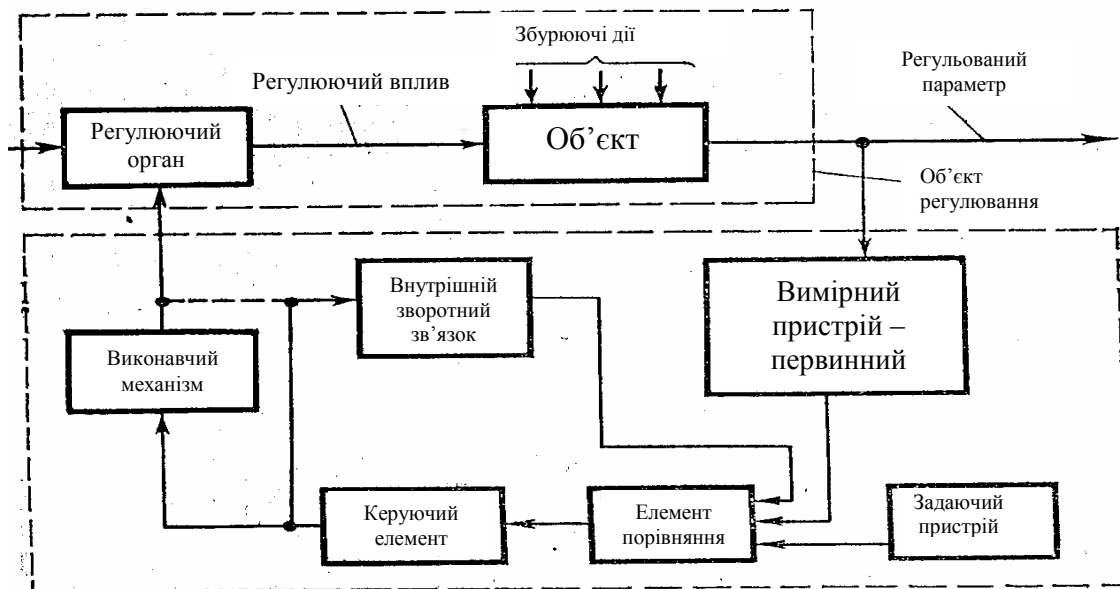 Збурюючі дії
Регулюючий вплив
Регульований
параметр
Регулюючий
орган
Об’єкт
Об’єкт
регулювання
Внутрішній
зворотний
зв’язок
Вимірний
пристрій –
первинний
Виконавчий
механізм
Керуючий
елемент
Елемент
порівняння
Задаючий
пристрій